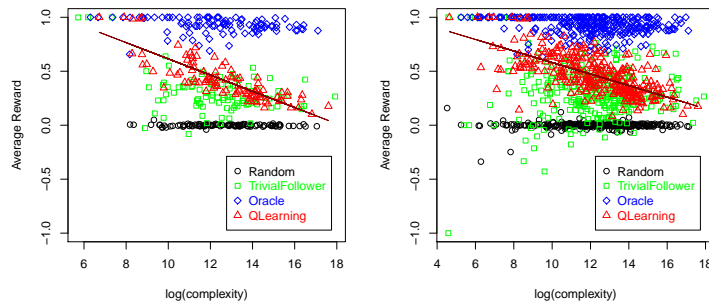 1.0
0.5
0.0
−0.5
−1.0
Average Reward
Random
TrivialFollower
Oracle
QLearning
6 8 10 12 14 16 18
log(complexity)
1.0
0.5
0.0
−0.5
−1.0
Average Reward
Random
TrivialFollower
Oracle
QLearning
4 6 8 10 12 14 16 18
log(complexity)